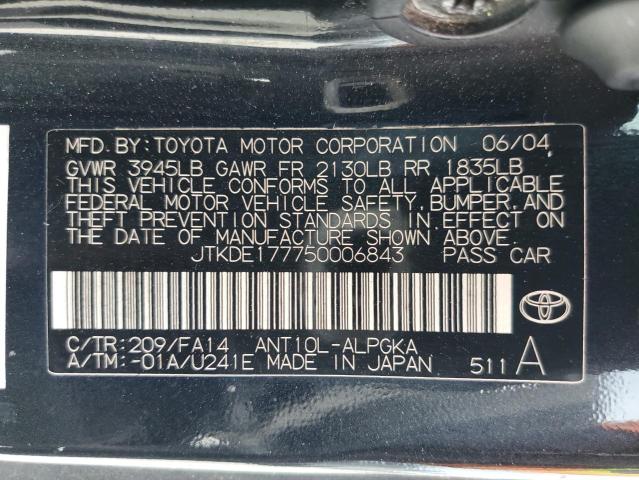 MFD.BY:TOYOTA MOTOR CORPORATION 06/04
GVWR 3945LB GAWR FR 2130LB RR 1835LB
THIS VEHICLE CONFORMS TO ALL APPLICABLE
FEDERAL MOTOR VEHICLE SAFETY,BUMPER,AND
THEFT PREVENTION STANDARDS IN EFFECT ON
THE DATE OF MANUFACTURE SHOWN ABOVE.
JTKDE177750006843 PASS CAR
C/TR:209/FA14 ANT10L-ALPGKA
A/TM:-01A/U241E MADE IN JAPAN 511 A